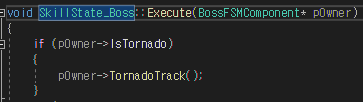 void SkillState_Boss::Execute(BossFSMComponent* pOwner)
{
if (pOwner->IsTornado)
{
pOwner->TornadoTrack();
}